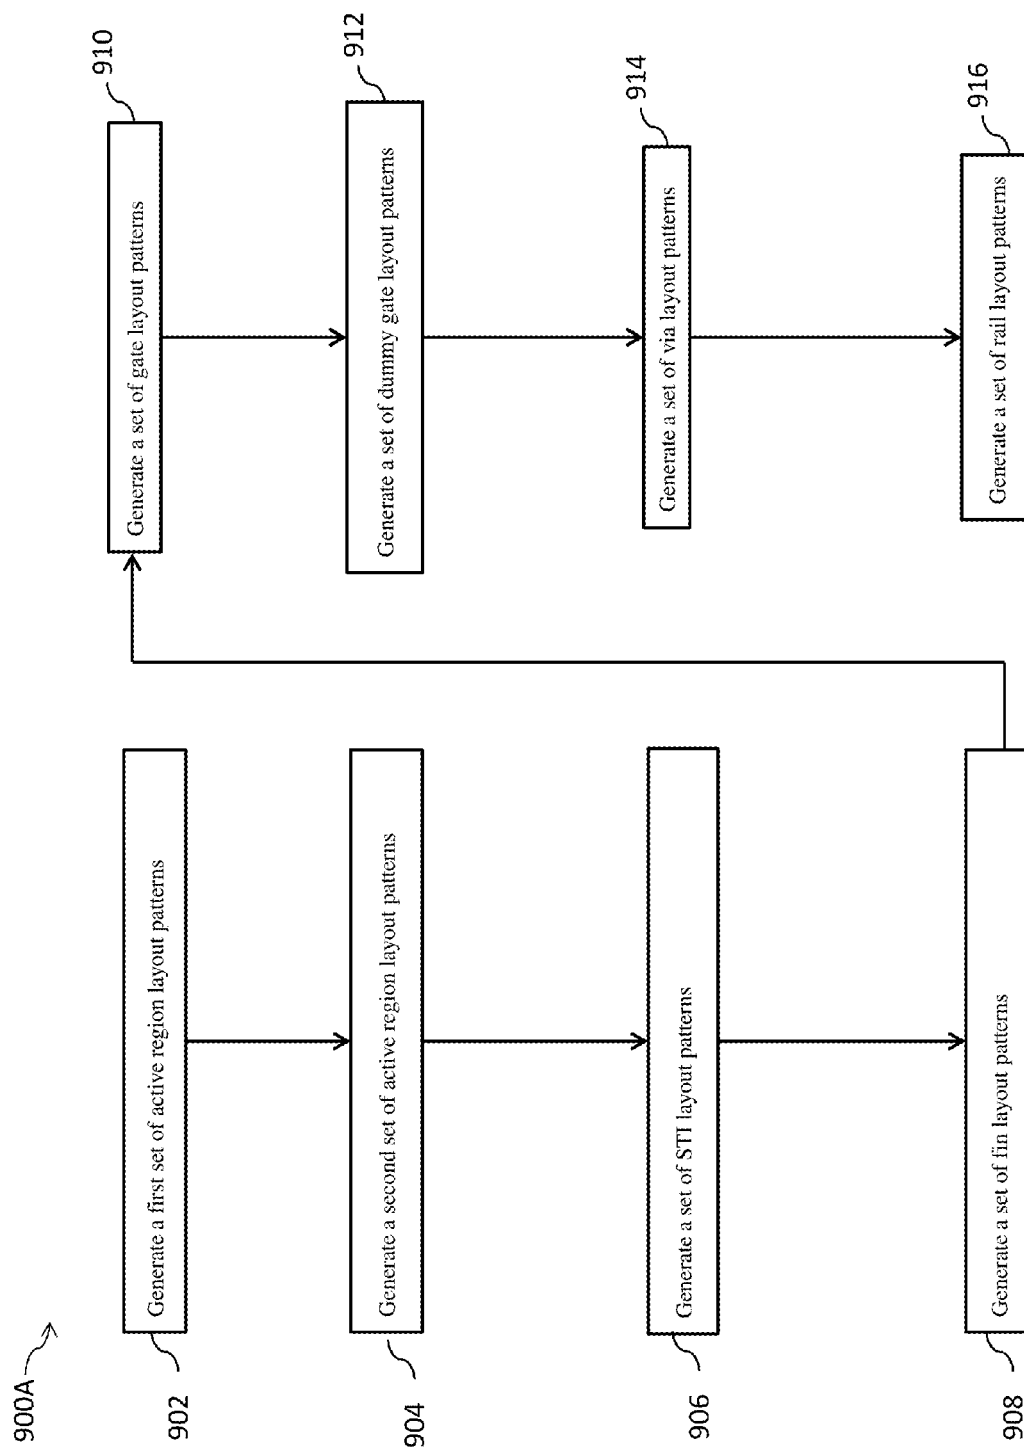 900A
902
Generate a first set of active region layout patterns
904
Generate a second set of active region layout patterns
906
Generate a set of STI layout patterns
908
Generate a set of fin layout patterns
910
Generate a set of gate layout patterns
912
Generate a set of dummy gate layout patterns
914
Generate a set of via layout patterns
916
Generate a set of rail layout patterns